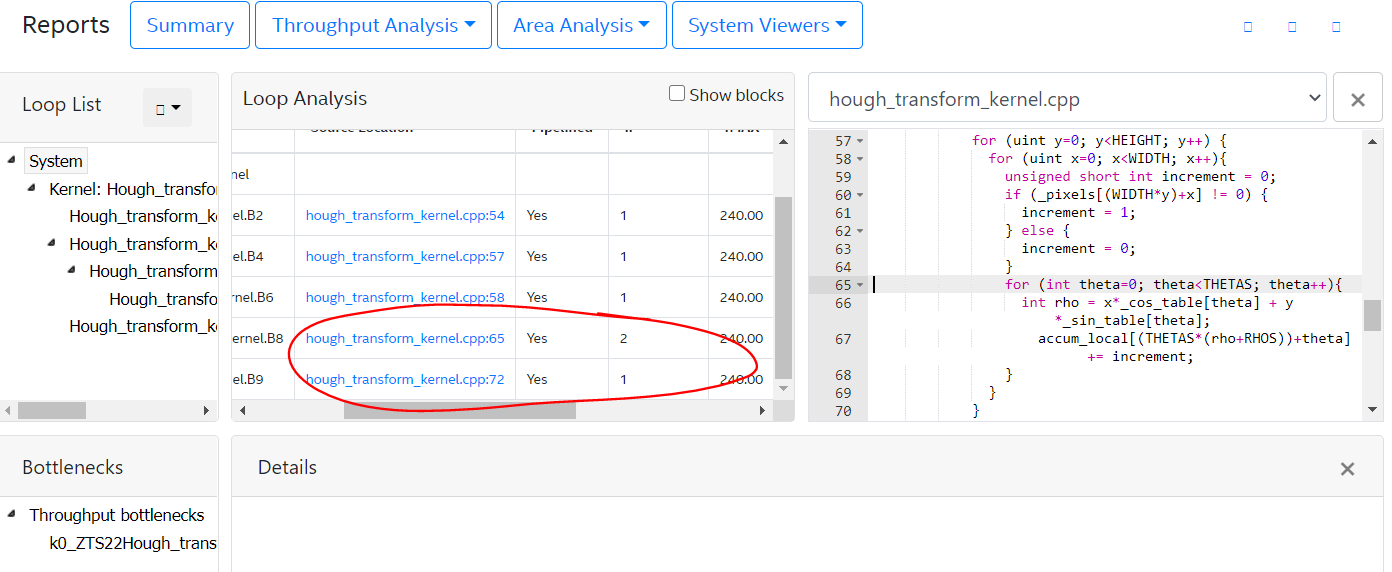 Reports Summary Throughput Analysis Area Analysis System Viewers
Loop List
System
Kernel: Hough_transfo
Hough_transform_k
Hough_transform_k
Hough_transform
Hough_transfo
Hough_transform_k
Loop Analysis Show blocks
Source Location Pipelined II fMAX
nel
el.B2 hough_transform_kernel.cpp:54 Yes 1 240.00
el.B4 hough_transform_kernel.cpp:57 Yes 1 240.00
rnel.B6 hough_transform_kernel.cpp:58 Yes 1 240.00
ernel.B8 hough_transform_kernel.cpp:65 Yes 2 240.00
el.B9 hough_transform_kernel.cpp:72 Yes 1 240.00
hough_transform_kernel.cpp
57 for (uint y=0; y<HEIGHT; y++) {
58 for (uint x=0; x<WIDTH; x++){
59 unsigned short int increment = 0;
60 if (_pixels[(WIDTH*y)+x] != 0) {
61 increment = 1;
62 } else {
63 increment = 0;
64 }
65 for (int theta=0; theta<THETAS; theta++){
66 int rho = x*_cos_table[theta] + y
*_sin_table[theta];
67 accum_local[(THETAS*(rho+RHOS))+theta]
+= increment;
68 }
69 }
70 }
Bottlenecks
Throughput bottlenecks
k0_ZTS22Hough_trans
Details